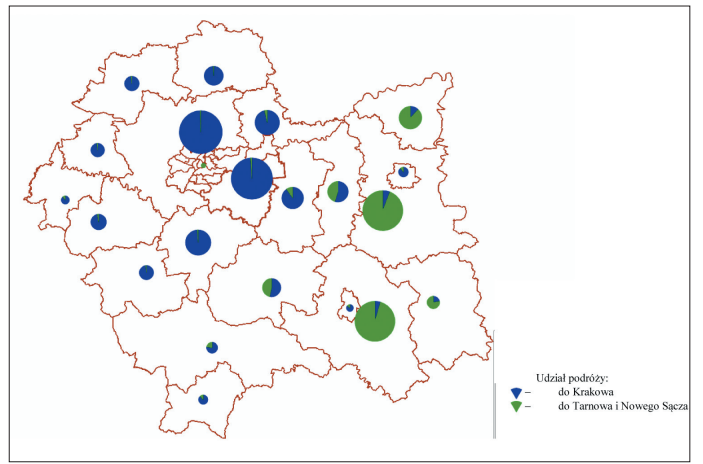 Udział podróży:
– do Krakowa
– do Tarnowa i Nowego Sącza